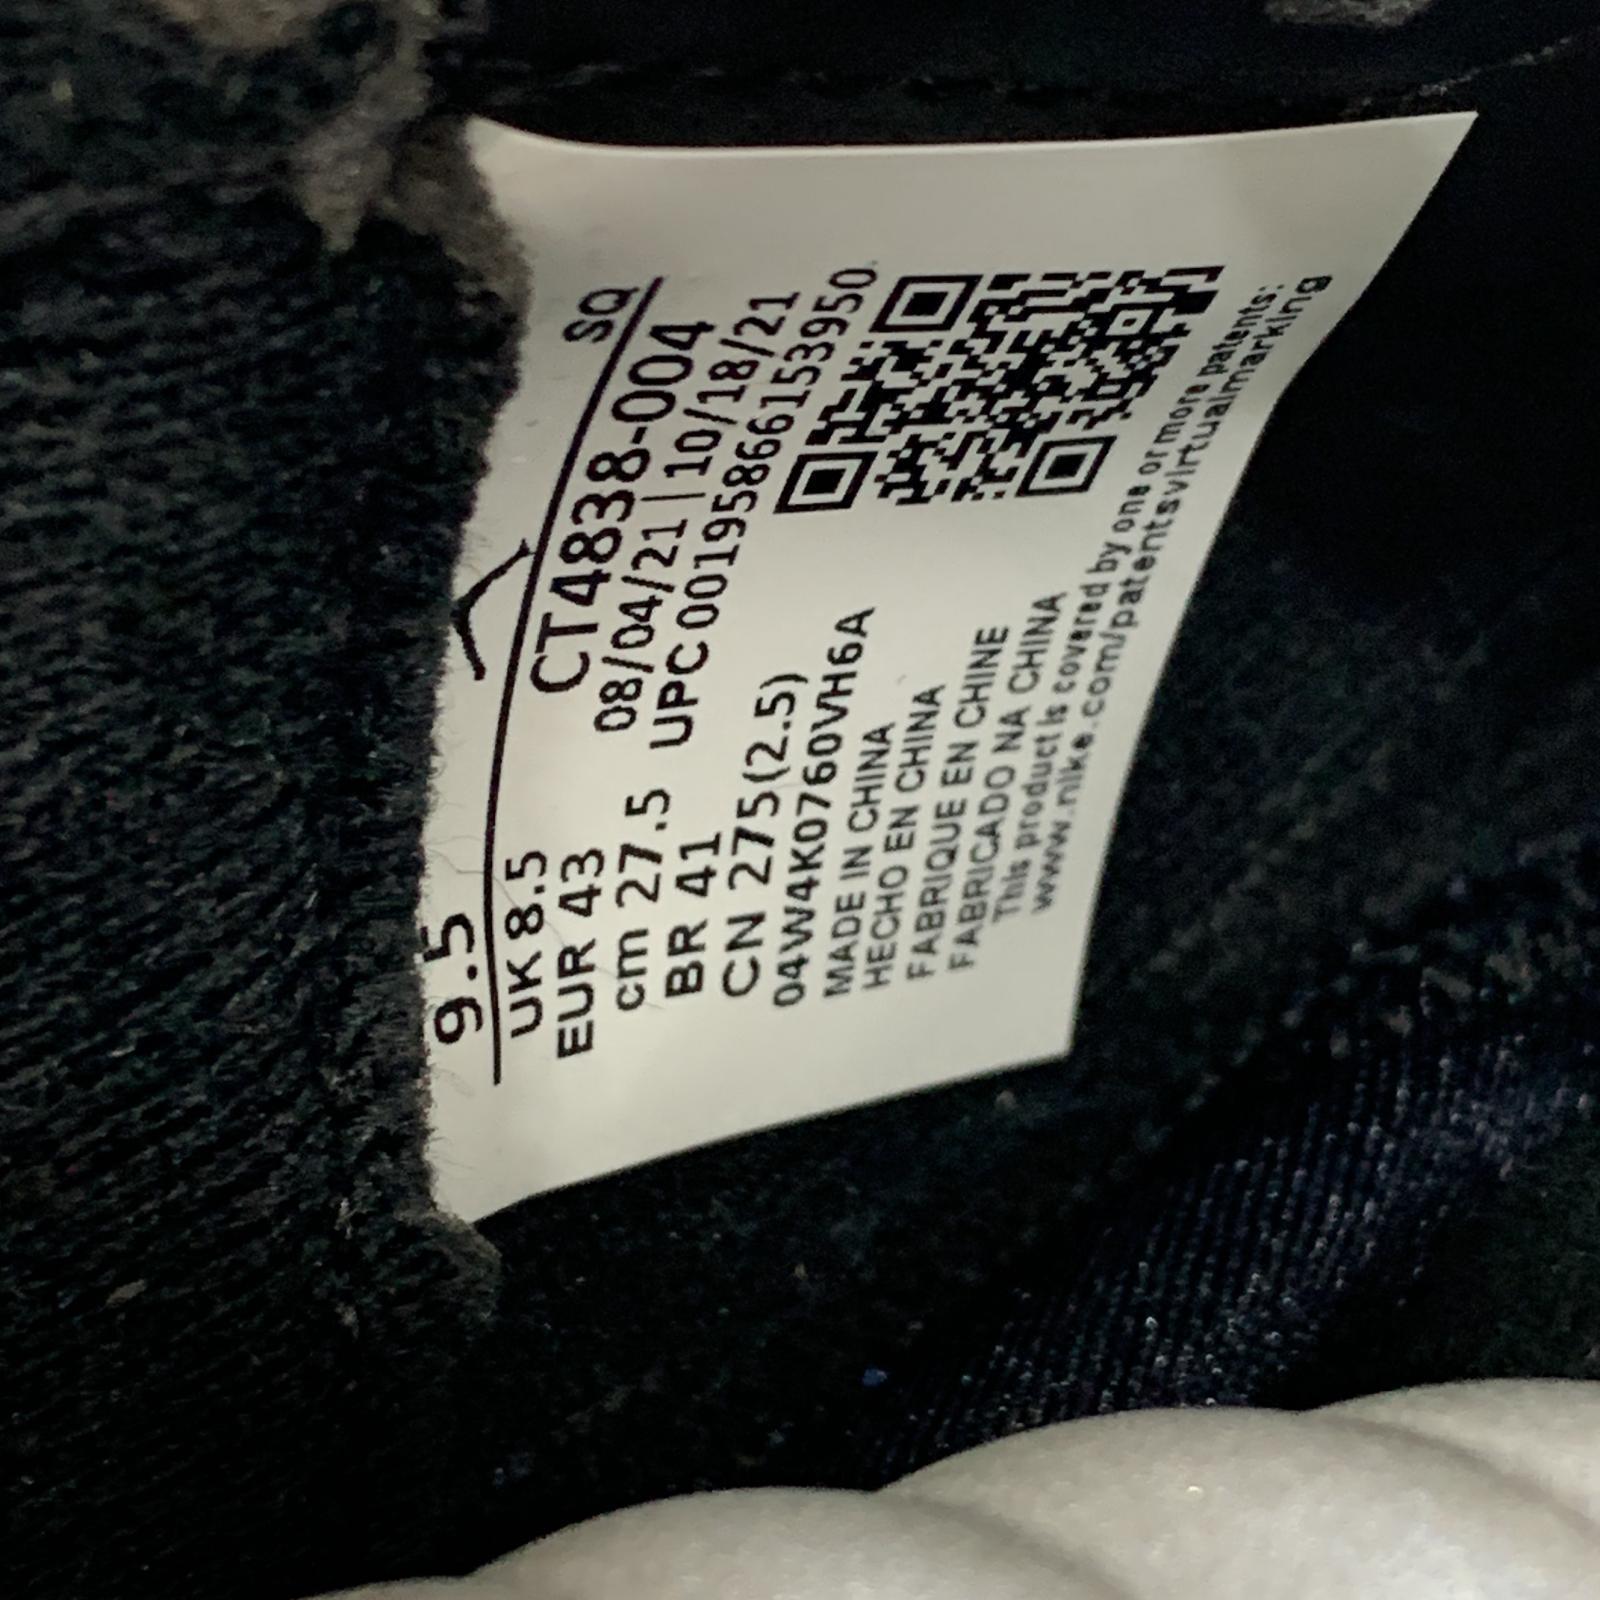 9.5 SQ
UK 8.5 CT4838-004
EUR 43 08/04/21 | 10/18/21
cm 27.5 UPC 00195866153950
BR 41
CN 275(2.5)
04W4K0760VH6A
MADE IN CHINA
HECHO EN CHINA
FABRIQUE EN CHINE
FABRICADO NA CHINA
This product is covered by one or more patents:
www.nike.com/patentsvirtualmarking